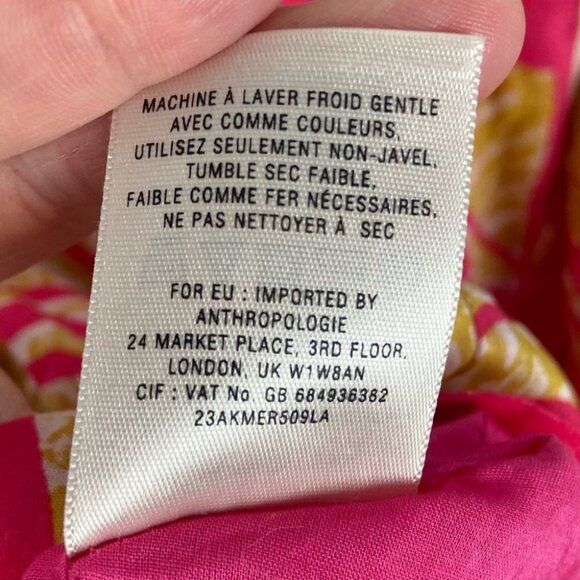 MACHINE À LAVER FROID GENTLE
AVEC COMME COULEURS,
UTILISEZ SEULEMENT NON-JAVEL,
TUMBLE SEC FAIBLE,
FAIBLE COMME FER NÉCESSAIRES,
NE PAS NETTOYER À SEC
FOR EU : IMPORTED BY
ANTHROPOLOGIE
24 MARKET PLACE, 3RD FLOOR,
LONDON, UK W1W8AN
CIF : VAT No. GB 684936382
23AKMER509LA